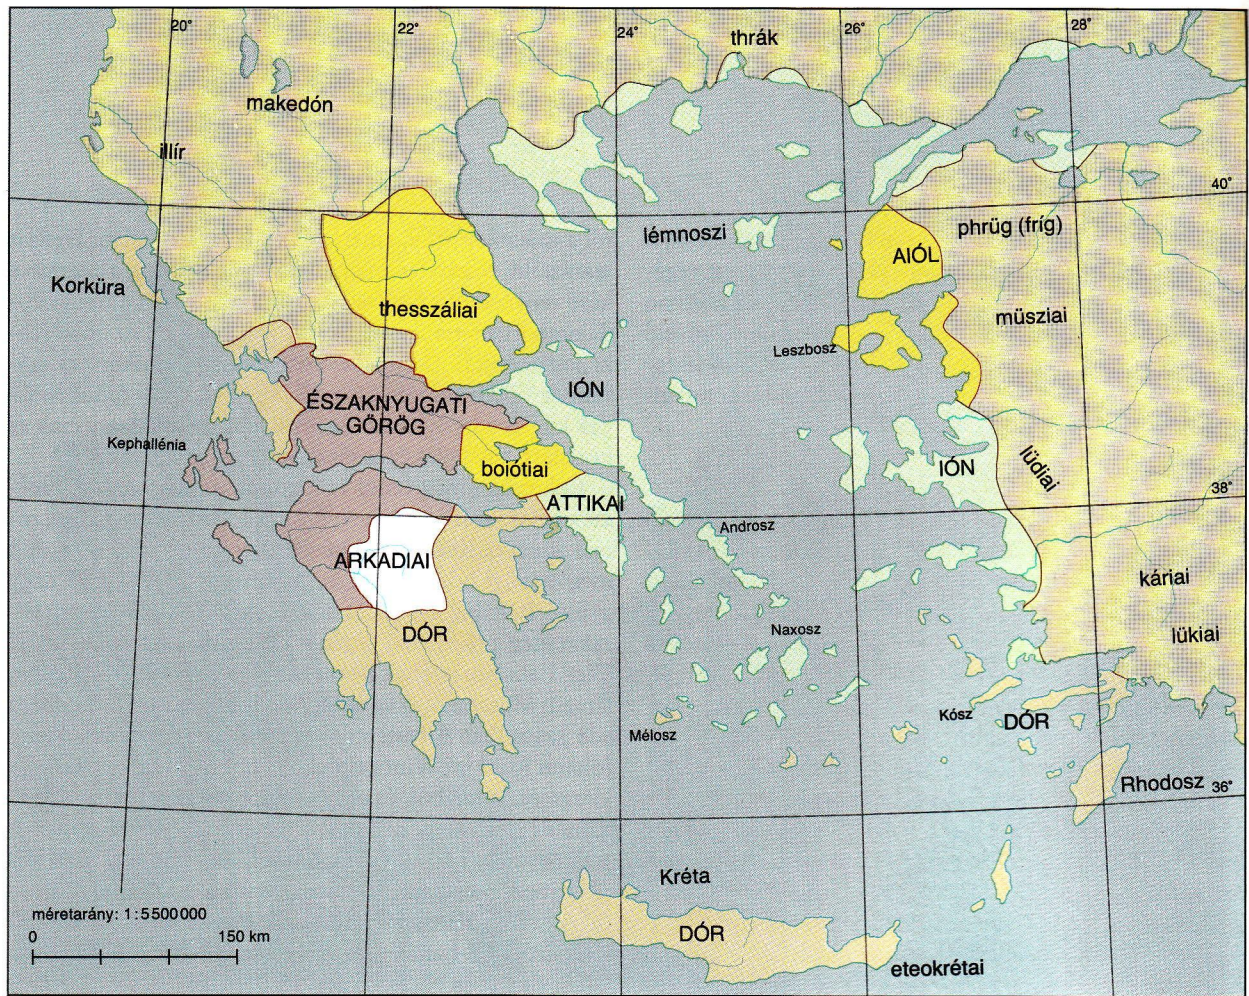 20°
22°
24°
26°
28°
thrák
makedón
illír
40°
lémnoszi
phrüg (fríg)
AIÓL
Korküra
thesszáliai
müsziai
Leszbosz
IÓN
ÉSZAKNYUGATI
GÖRÖG
Kephallénia
boiótiai
IÓN
lüdiai
38°
ATTIKAI
Androsz
ARKADIAI
káriai
DÓR
Naxosz
lükiai
Mélosz
Kósz
DÓR
Rhodosz
36°
Kréta
DÓR
eteokrétai
méretarány: 1:5500000
0
150 km